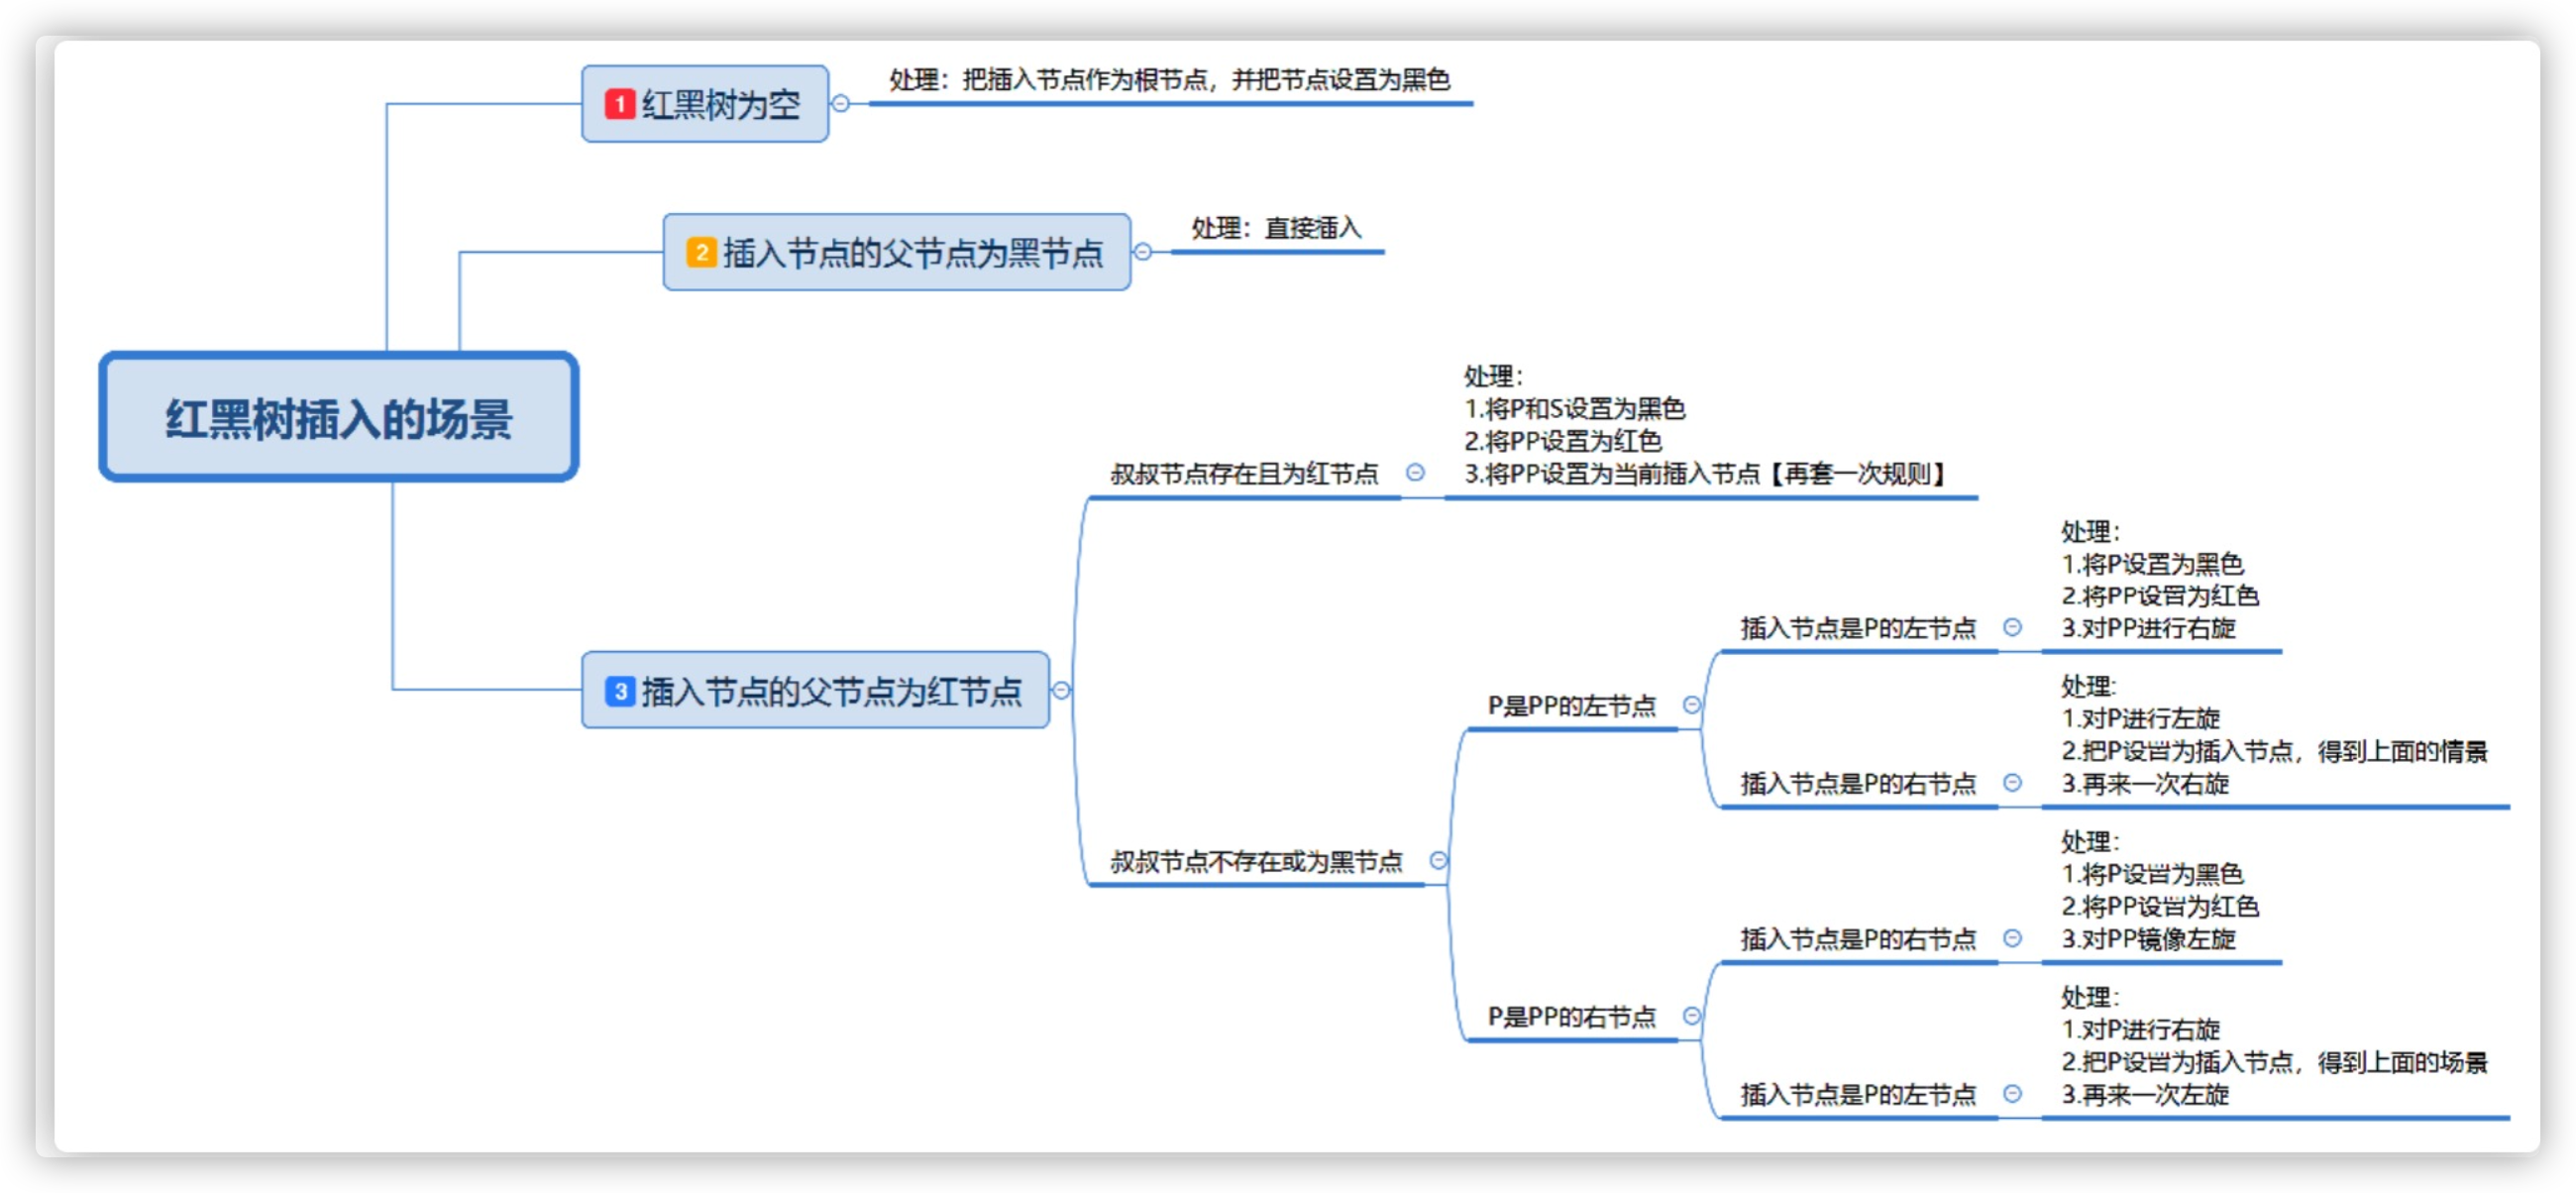 1 红黑树为空
处理：把插入节点作为根节点，并把节点设置为黑色
2 插入节点的父节点为黑节点
处理：直接插入
红黑树插入的场景
3 插入节点的父节点为红节点
叔叔节点存在且为红节点
处理：
1.将P和S设置为黑色
2.将PP设置为红色
3.将PP设置为当前插入节点【再套一次规则】
叔叔节点不存在或为黑节点
P是PP的左节点
插入节点是P的左节点
处理：
1.将P设置为黑色
2.将PP设置为红色
3.对PP进行右旋
插入节点是P的右节点
处理：
1.对P进行左旋
2.把P设置为插入节点，得到上面的情景
3.再来一次右旋
P是PP的右节点
插入节点是P的右节点
处理：
1.将P设置为黑色
2.将PP设置为红色
3.对PP镜像左旋
插入节点是P的左节点
处理：
1.对P进行右旋
2.把P设置为插入节点，得到上面的场景
3.再来一次左旋